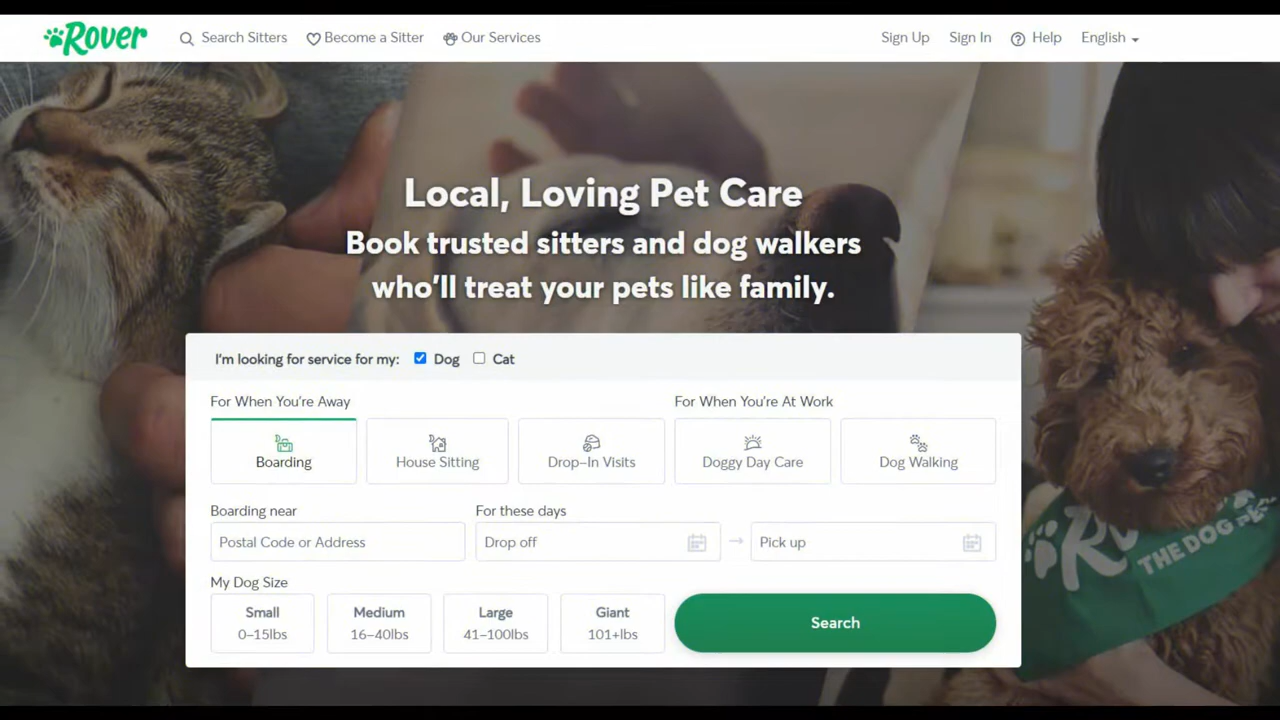 Rover
Search Sitters
Become a Sitter
Our Services
Sign Up
Sign In
Help
English
Local, Loving Pet Care
Book trusted sitters and dog walkers
who'll treat your pets like family.
I'm looking for service for my:
Dog
Cat
For When You're Away
For When You're At Work
Boarding
House Sitting
Drop-In Visits
Doggy Day Care
Dog Walking
Boarding near
For these days
Postal Code or Address
Drop off
Pick up
My Dog Size
Small
0–15lbs
Medium
16–40lbs
Large
41–100lbs
Giant
101+lbs
Search
THE DOG